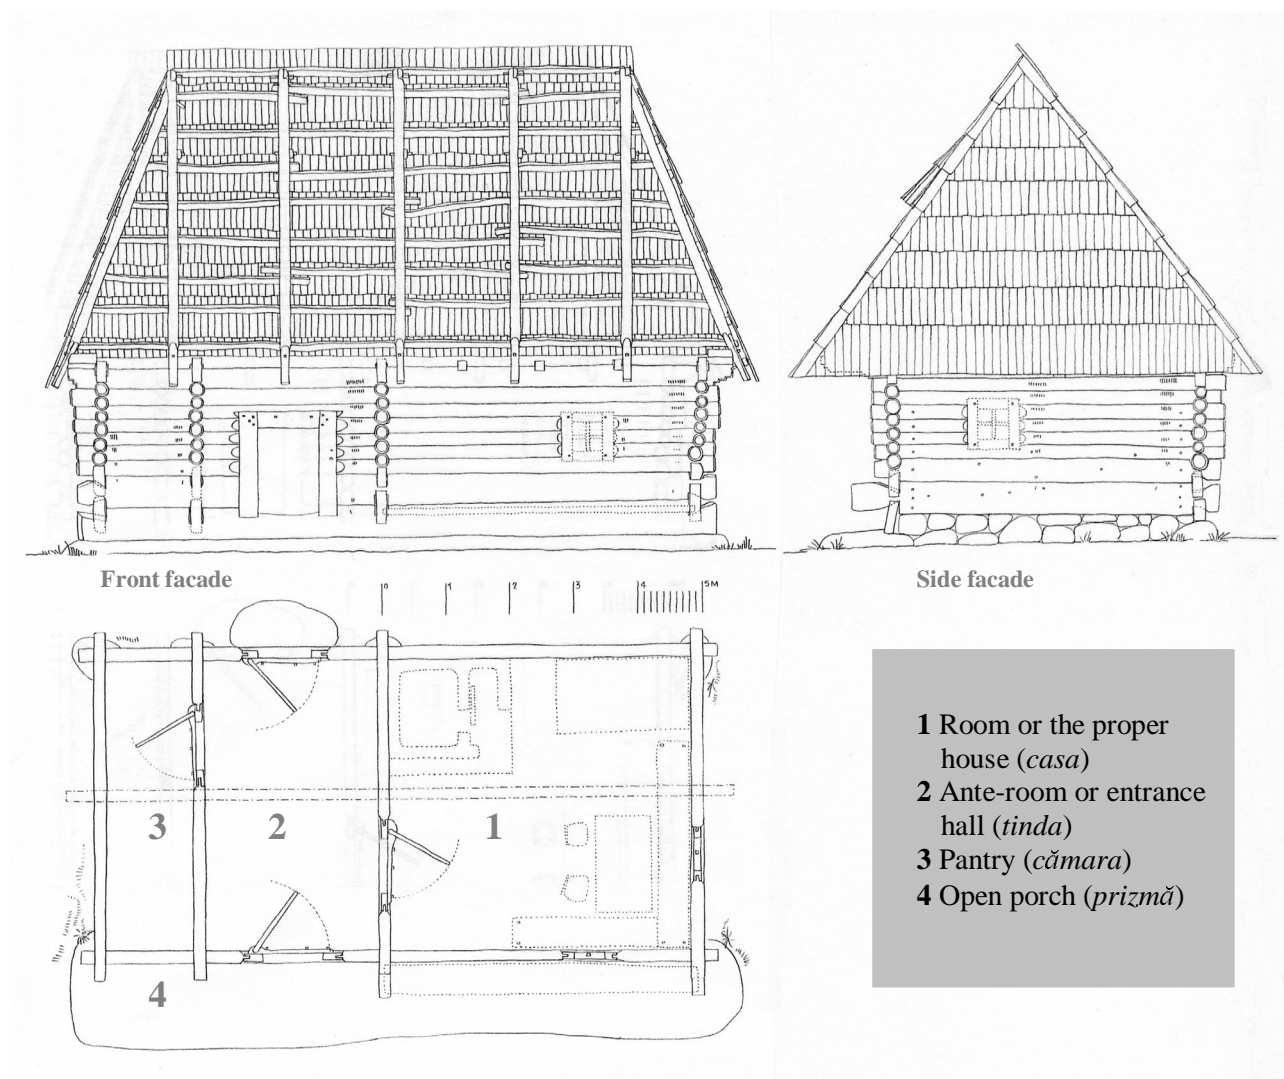 Front facade
Side facade
0 1 2 3 4 5M
1 Room or the proper
house (casa)
2 Ante-room or entrance
hall (tinda)
3 Pantry (cămara)
4 Open porch (prizmă)
3 2 1
4